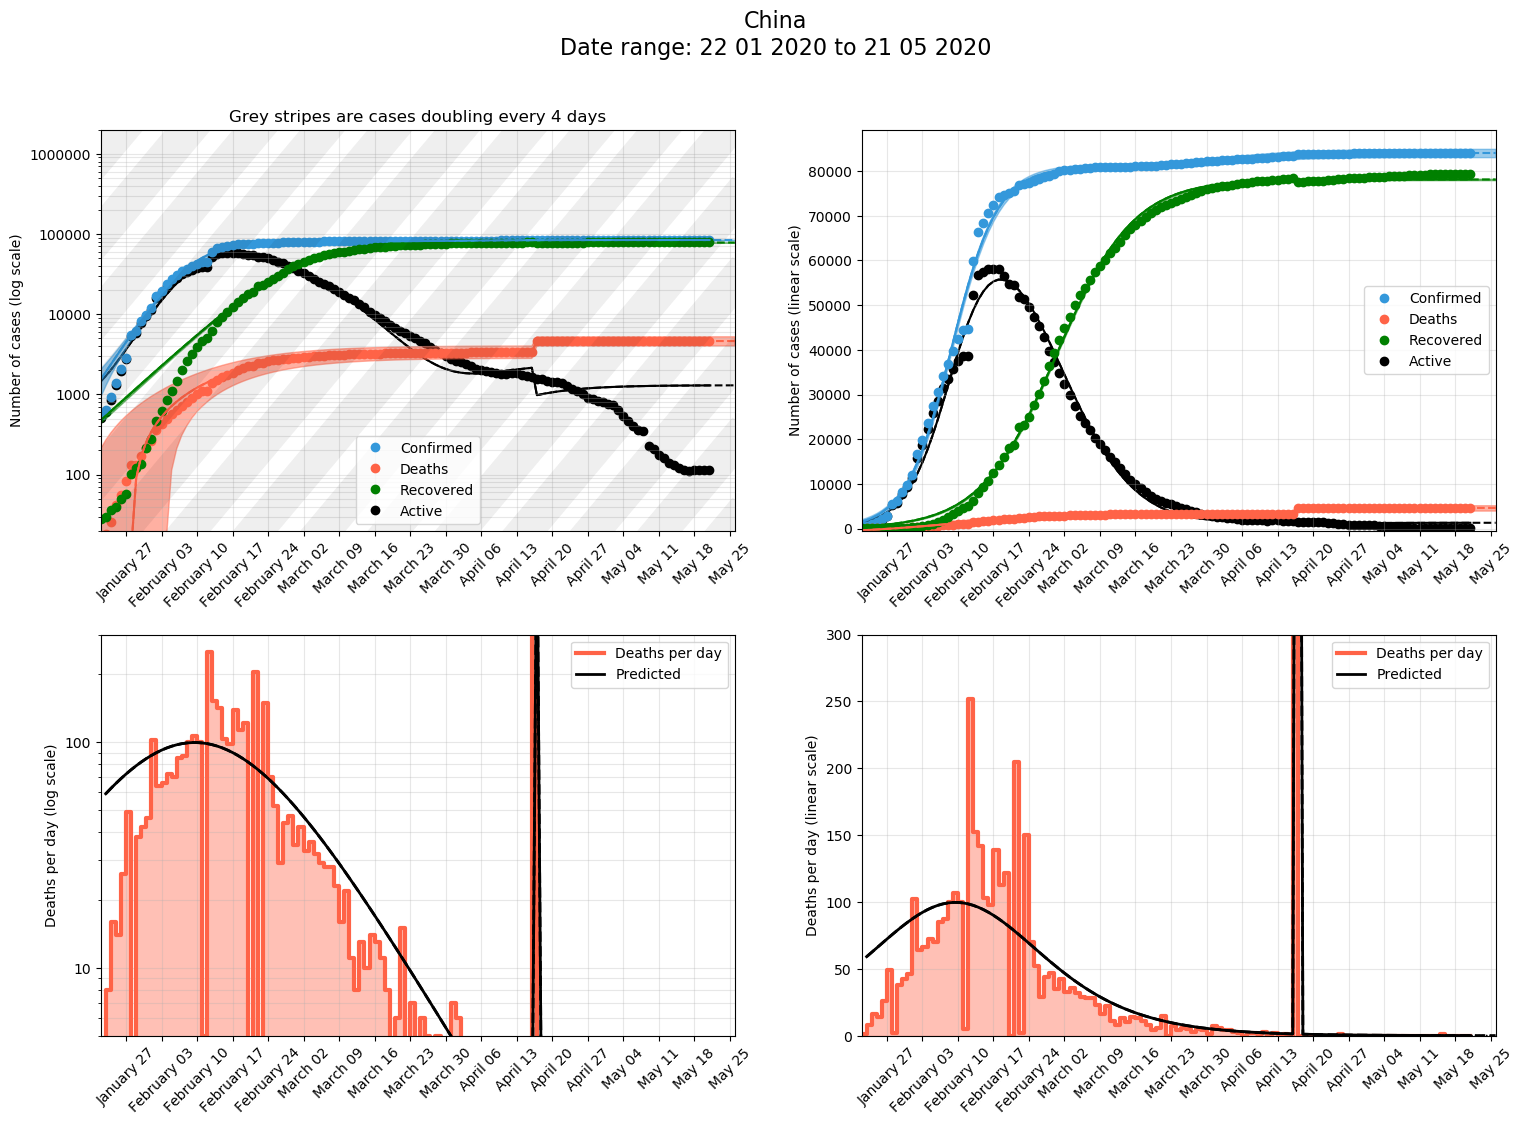 China
Date range: 22 01 2020 to 21 05 2020
Grey stripes are cases doubling every 4 days
Number of cases (log scale)
1000000
100000
10000
1000
100
Confirmed
Deaths
Recovered
Active
January 27
February 03
February 10
February 17
February 24
March 02
March 09
March 16
March 23
March 30
April 06
April 13
April 20
April 27
May 04
May 11
May 18
May 25
Number of cases (linear scale)
80000
70000
60000
50000
40000
30000
20000
10000
0
Confirmed
Deaths
Recovered
Active
January 27
February 03
February 10
February 17
February 24
March 02
March 09
March 16
March 23
March 30
April 06
April 13
April 20
April 27
May 04
May 11
May 18
May 25
Deaths per day (log scale)
100
10
Deaths per day
Predicted
January 27
February 03
February 10
February 17
February 24
March 02
March 09
March 16
March 23
March 30
April 06
April 13
April 20
April 27
May 04
May 11
May 18
May 25
Deaths per day (linear scale)
300
250
200
150
100
50
0
Deaths per day
Predicted
January 27
February 03
February 10
February 17
February 24
March 02
March 09
March 16
March 23
March 30
April 06
April 13
April 20
April 27
May 04
May 11
May 18
May 25